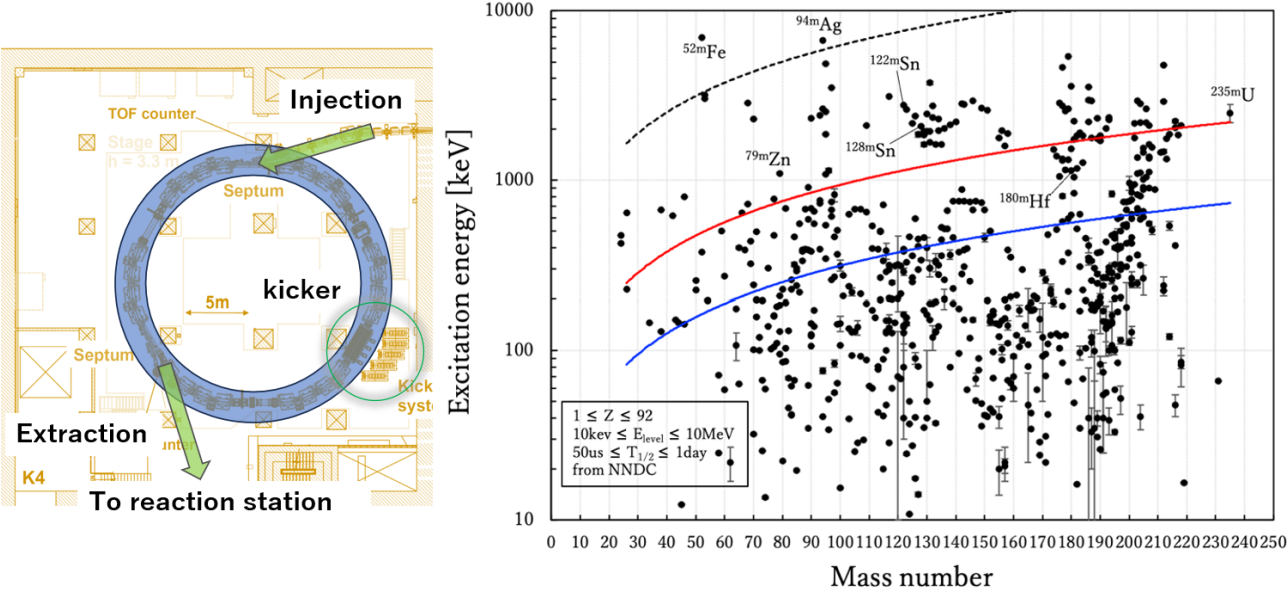 Injection
TOF counter
Stage
h = 3.3 m
Septum
kicker
5m
Septum
Kick
syst
Extraction
unter
K4
To reaction station
Excitation energy [keV]
10000
1000
100
10
52mFe
94mAg
122mSn
128mSn
79mZn
180mHf
235mU
1 ≤ Z ≤ 92
10kev ≤ Elevel ≤ 10MeV
50us ≤ T1/2 ≤ 1day
from NNDC
0 10 20 30 40 50 60 70 80 90 100 110 120 130 140 150 160 170 180 190 200 210 220 230 240 250
Mass number